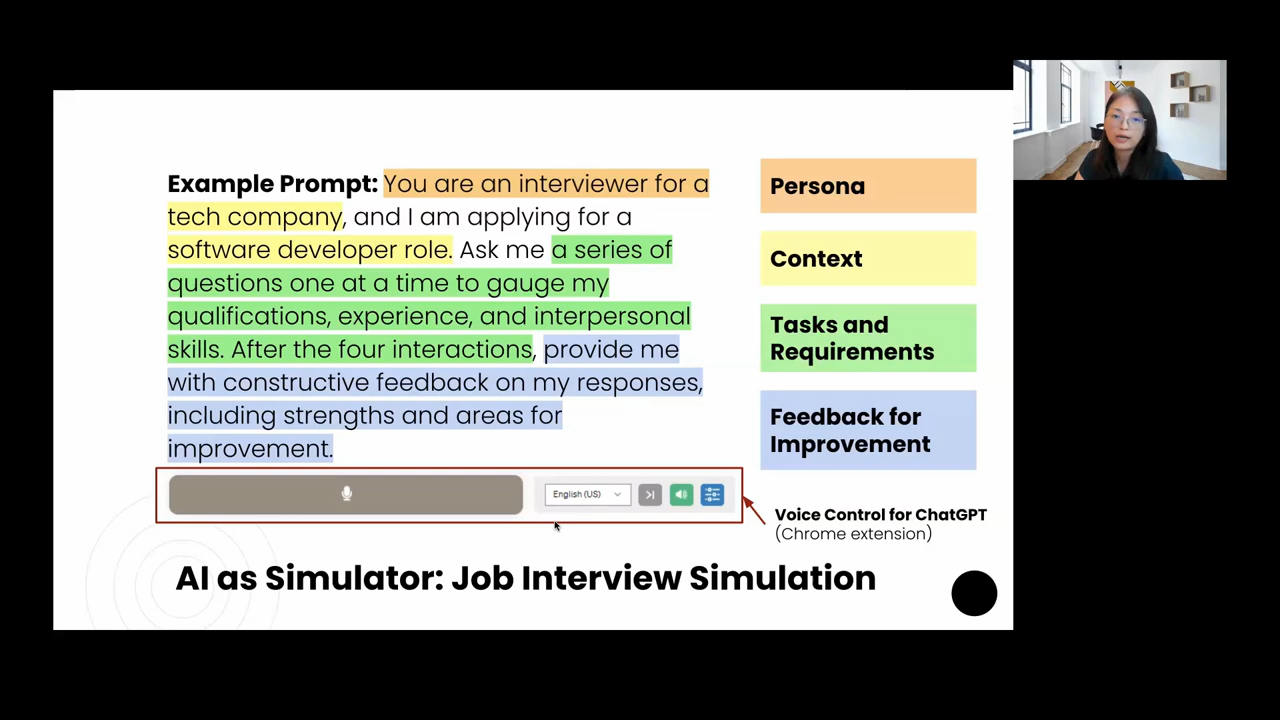 Example Prompt: You are an interviewer for a
tech company, and I am applying for a
software developer role. Ask me a series of
questions one at a time to gauge my
qualifications, experience, and interpersonal
skills. After the four interactions, provide me
with constructive feedback on my responses,
including strengths and areas for
improvement.
Persona
Context
Tasks and
Requirements
Feedback for
Improvement
English (US)
Voice Control for ChatGPT
(Chrome extension)
AI as Simulator: Job Interview Simulation